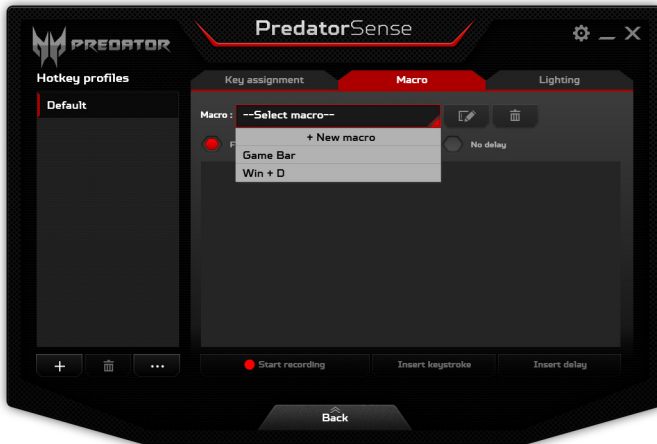 PredatorSense
PREDATOR
Hotkey profiles
Default
Key assignment
Macro
Lighting
Macro :
--Select macro--
+ New macro
Game Bar
Win + D
F
No delay
Start recording
Insert keystroke
Insert delay
Back